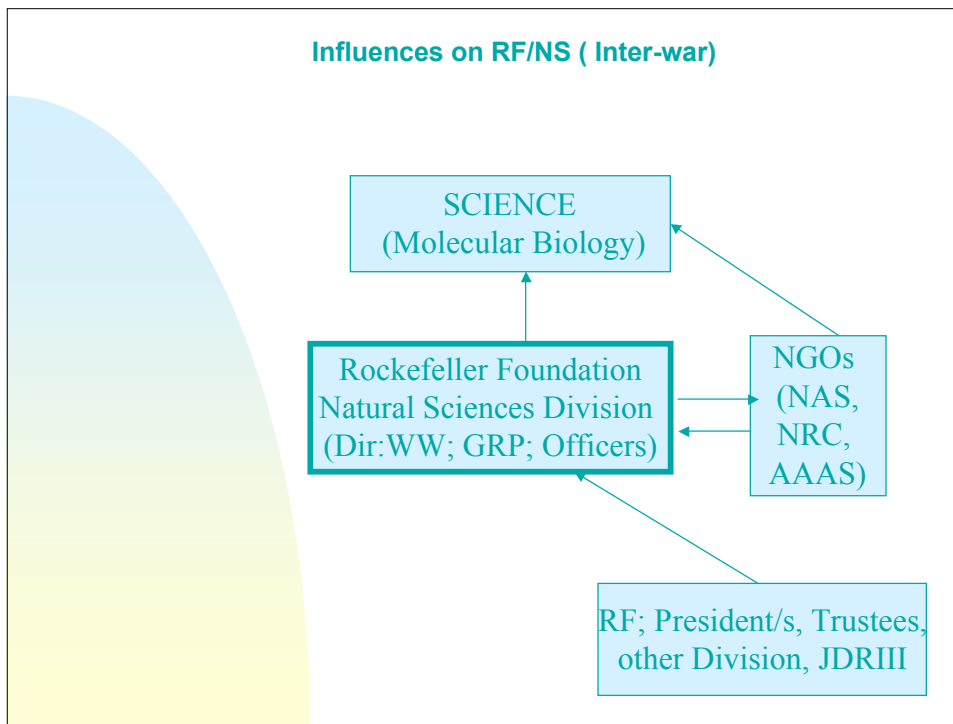 Influences on RF/NS ( Inter-war)
SCIENCE
(Molecular Biology)
Rockefeller Foundation
Natural Sciences Division
(Dir:WW; GRP; Officers)
NGOs
(NAS,
NRC,
AAAS)
RF; President/s, Trustees,
other Division, JDRIII